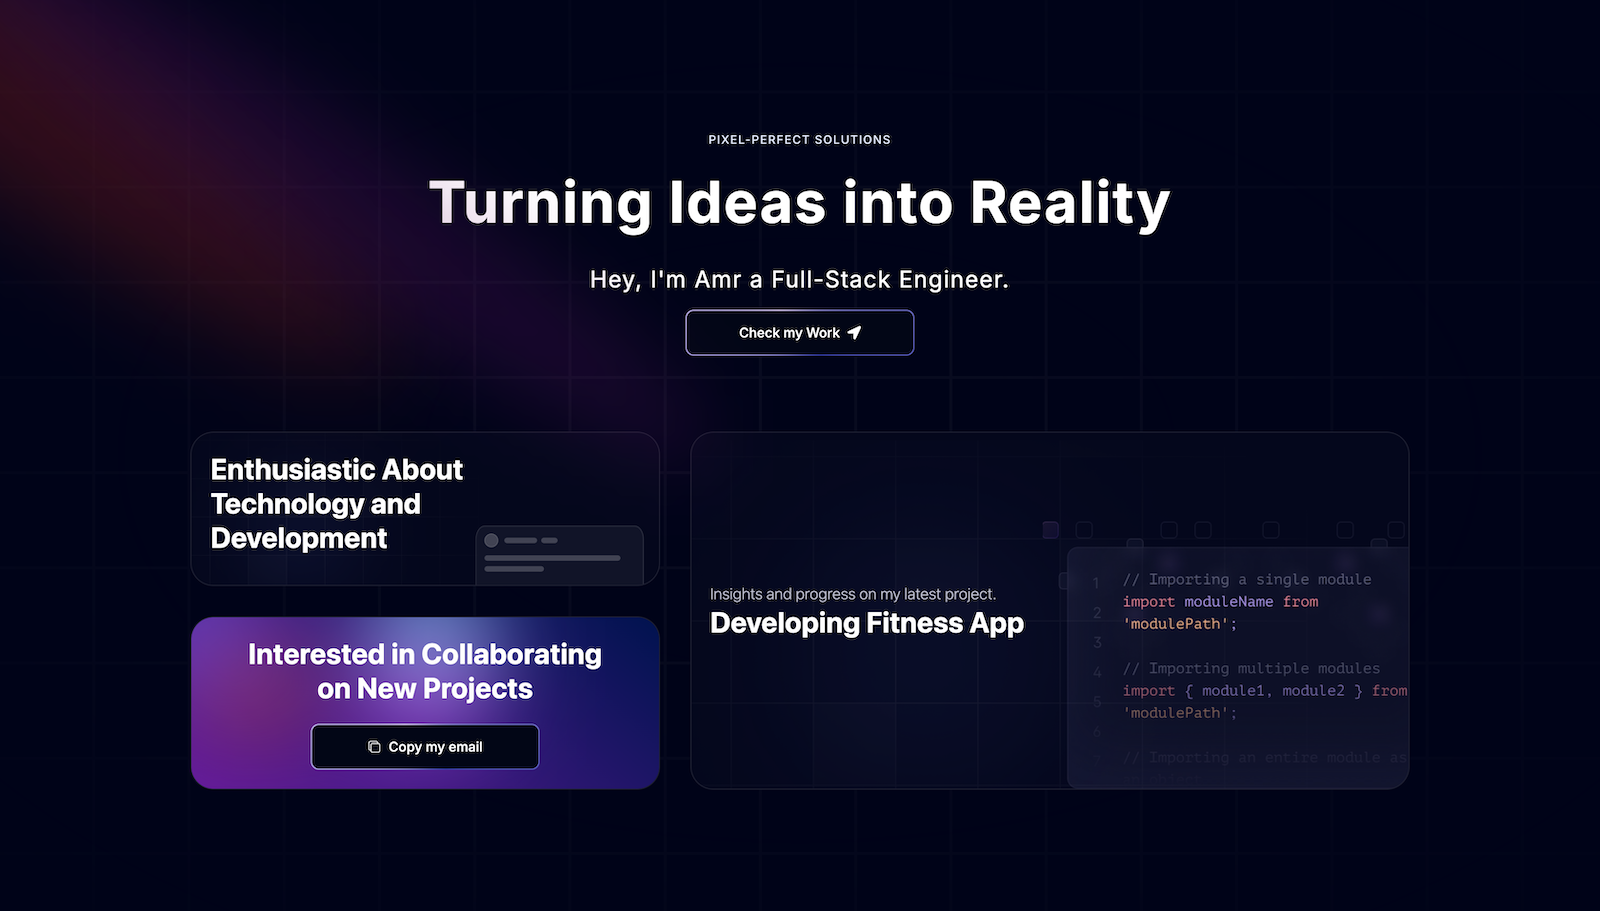 PIXEL-PERFECT SOLUTIONS
Turning Ideas into Reality
Hey, I'm Amr a Full-Stack Engineer.
Check my Work
Enthusiastic About
Technology and
Development
Interested in Collaborating
on New Projects
Copy my email
Insights and progress on my latest project.
Developing Fitness App
1
// Importing a single module
import moduleName from
2
'modulePath';
3
4
// Importing multiple modules
import { module1, module2 } from
5
'modulePath';
6
7
// Importing an entire module as